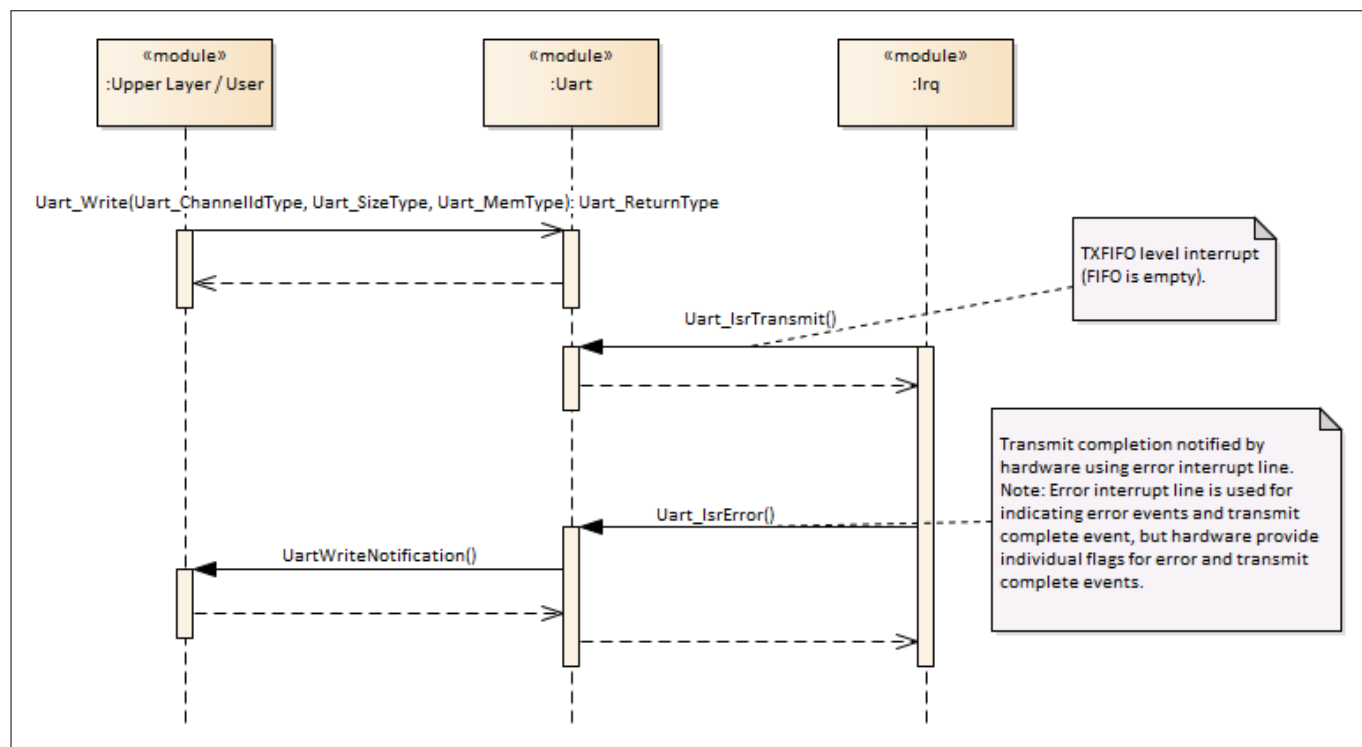 «module»
:Upper Layer / User
«module»
:Uart
«module»
:Irq
Uart_Write(Uart_ChannelIdType, Uart_SizeType, Uart_MemType): Uart_ReturnType
TXFIFO level interrupt
(FIFO is empty).
Uart_IsrTransmit()
Transmit completion notified by
hardware using error interrupt line.
Note: Error interrupt line is used for
indicating error events and transmit
complete event, but hardware provide
individual flags for error and transmit
complete events.
Uart_IsrError()
UartWriteNotification()